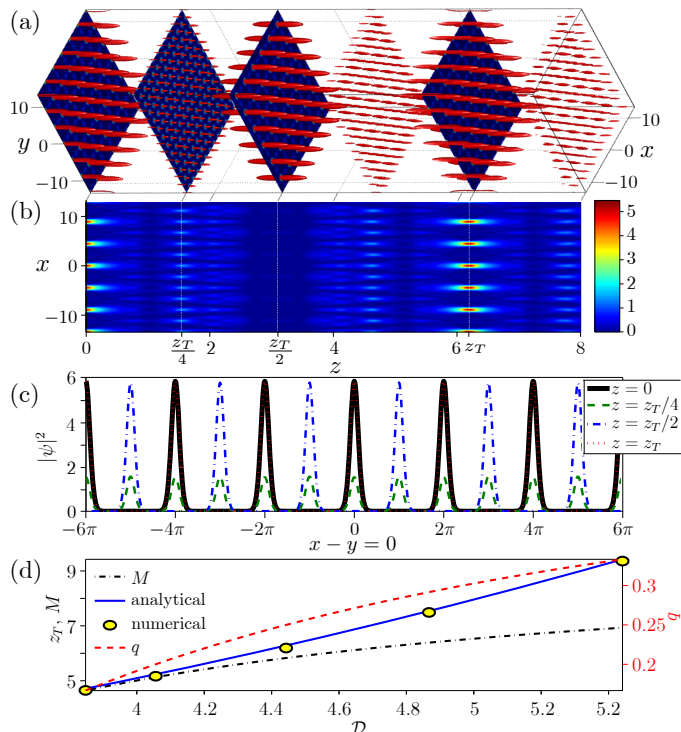 (a)
10
y 0
−10
10
0 x
−10
(b)
10
x 0
−10
5
4
3
2
1
0
0 z_T/4 2 z_T/2 4 6 z_T 8
z
(c)
6
4
|ψ|²
2
0
z = 0
z = z_T/4
z = z_T/2
z = z_T
−6π −4π −2π 0 2π 4π 6π
x − y = 0
(d)
9
z_T, M
7
5
M
analytical
numerical
q
0.3
0.25 q
0.2
4 4.2 4.4 4.6 4.8 5 5.2 5.2
𝒟